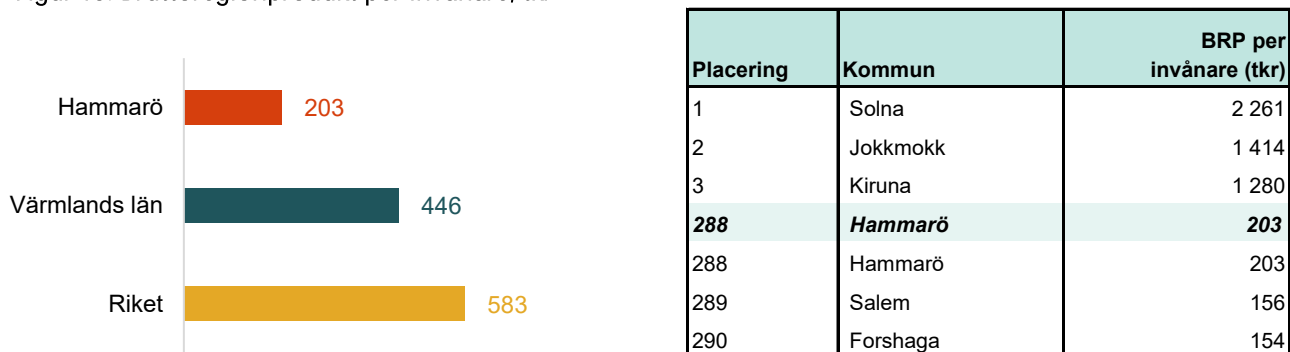 Hammarö 203
Värmlands län 446
Riket 583
Placering Kommun BRP per invånare (tkr)
1 Solna 2 261
2 Jokkmokk 1 414
3 Kiruna 1 280
288 Hammarö 203
288 Hammarö 203
289 Salem 156
290 Forshaga 154